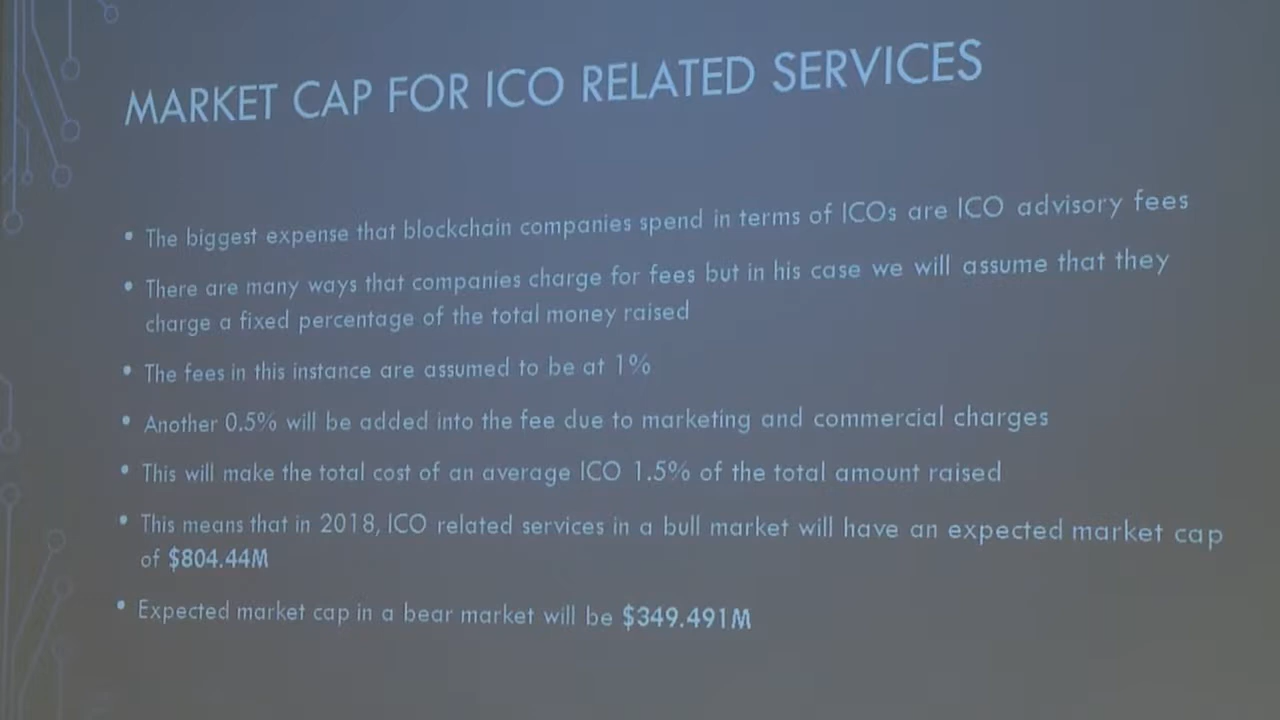 MARKET CAP FOR ICO RELATED SERVICES
• The biggest expense that blockchain companies spend in terms of ICOs are ICO advisory fees
• There are many ways that companies charge for fees but in his case we will assume that they
charge a fixed percentage of the total money raised
• The fees in this instance are assumed to be at 1%
• Another 0.5% will be added into the fee due to marketing and commercial charges
• This will make the total cost of an average ICO 1.5% of the total amount raised
• This means that in 2018, ICO related services in a bull market will have an expected market cap
of $804.44M
• Expected market cap in a bear market will be $349.491M